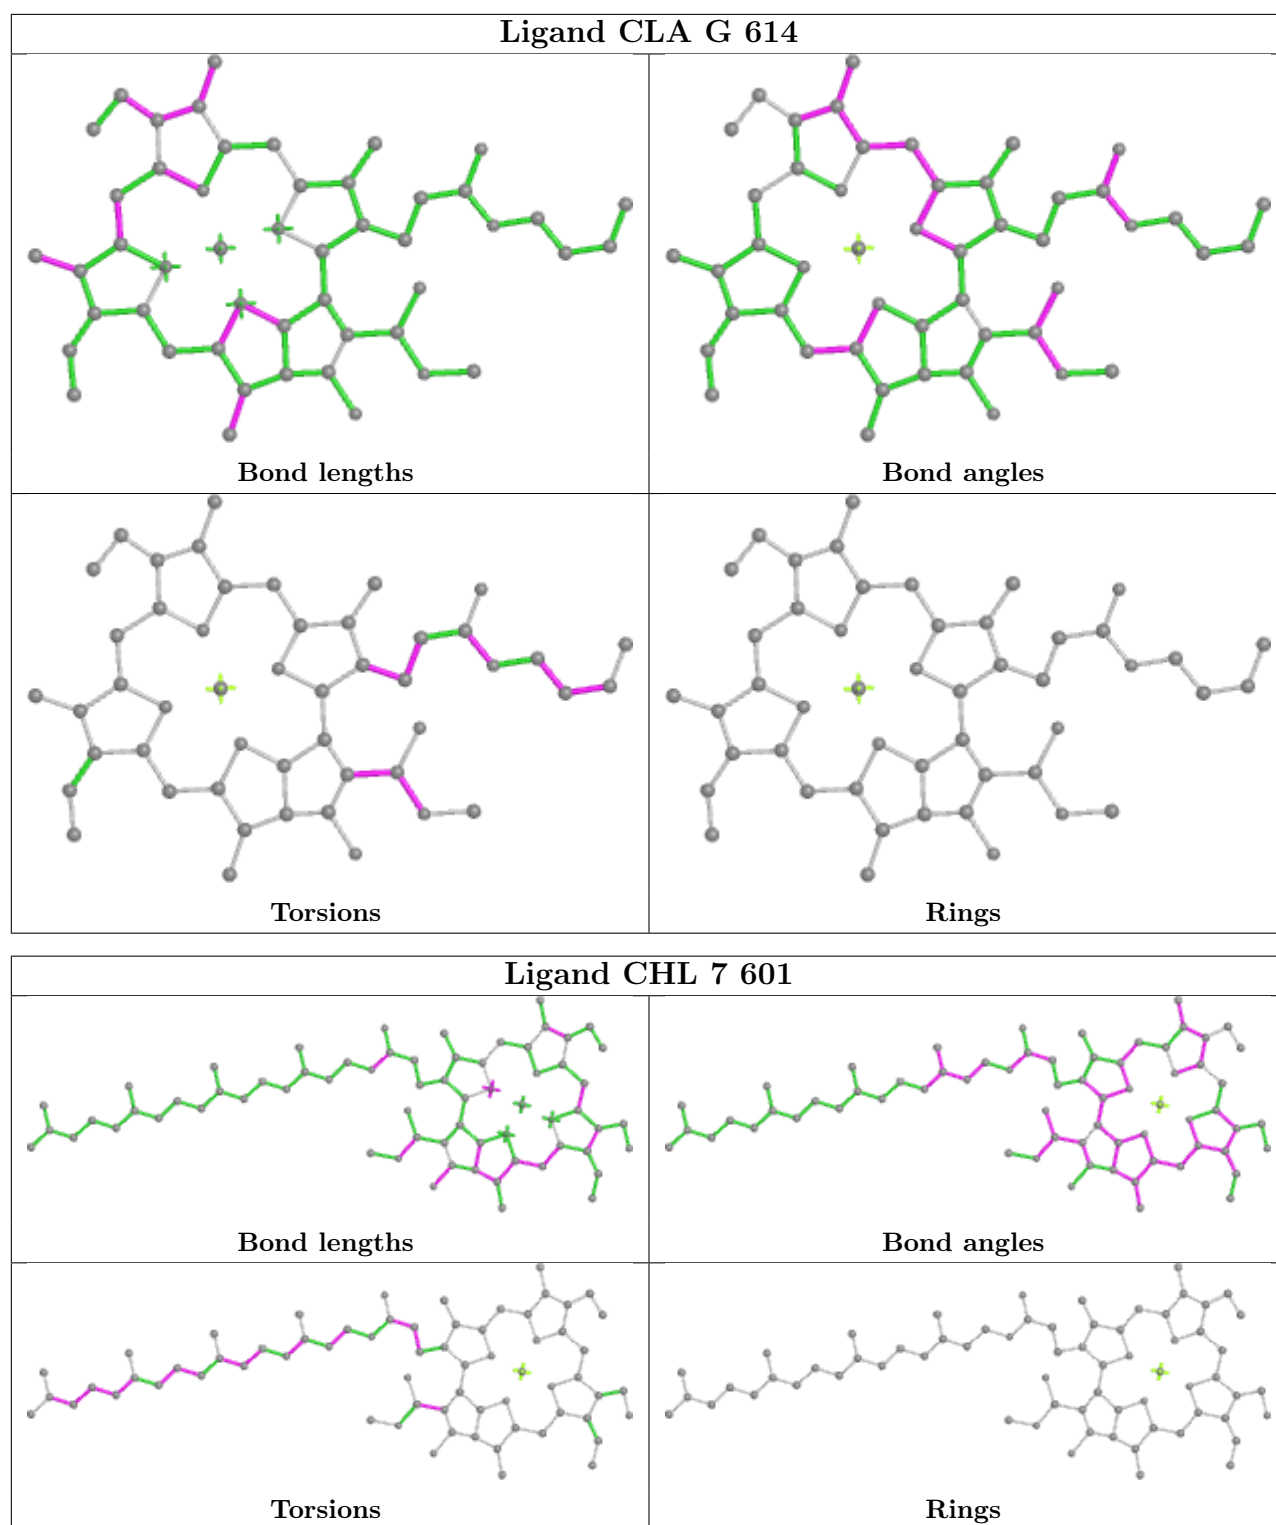 Ligand CLA G 614
Bond lengths
Bond angles
Torsions
Rings
Ligand CHL 7 601
Bond lengths
Bond angles
Torsions
Rings